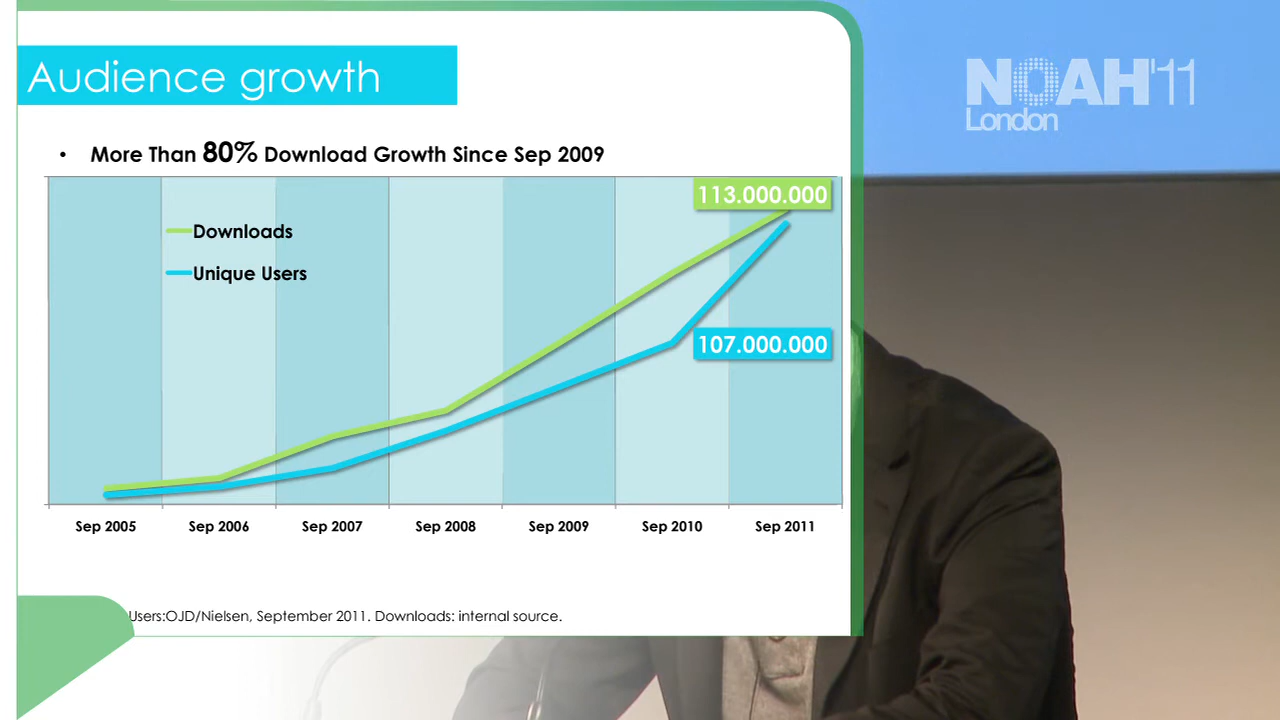 Audience growth
NOAH'11
London
• More Than 80% Download Growth Since Sep 2009
113.000.000
Downloads
Unique Users
107.000.000
Sep 2005 Sep 2006 Sep 2007 Sep 2008 Sep 2009 Sep 2010 Sep 2011
Users:OJD/Nielsen, September 2011. Downloads: internal source.